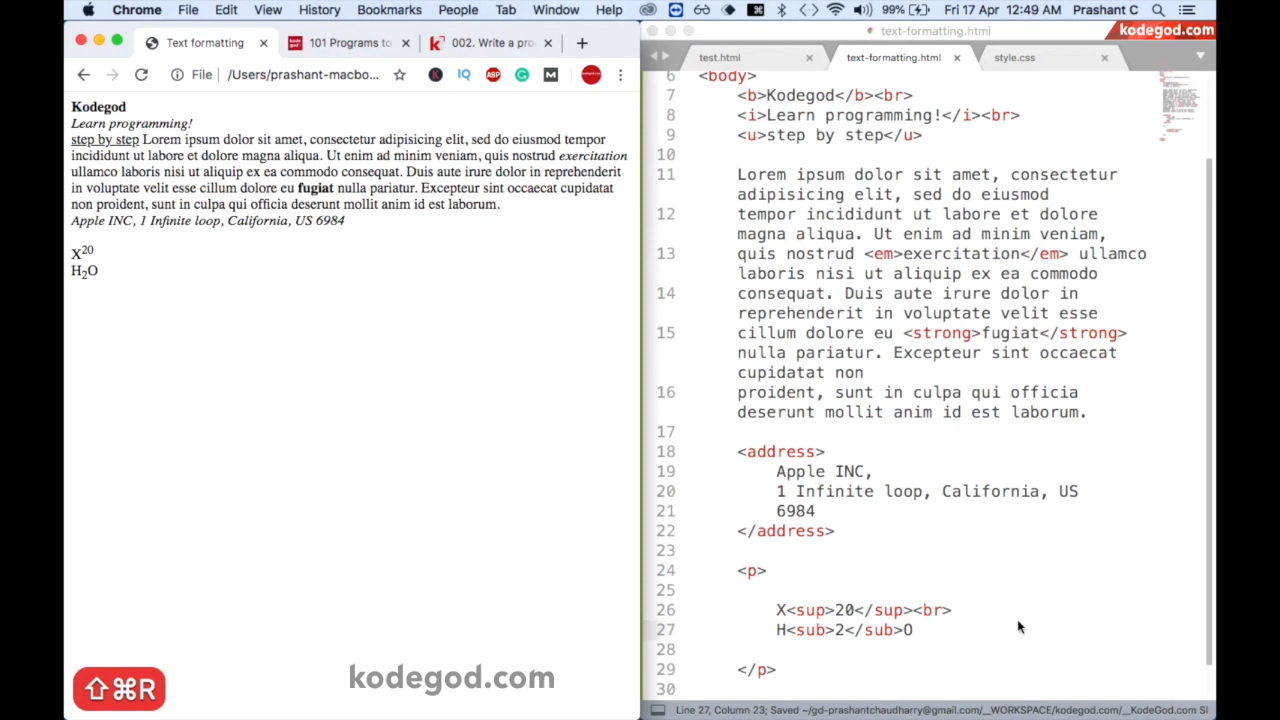 Chrome File Edit View History Bookmarks People Tab Window Help 99% Fri 17 Apr 12:49 AM Prashant C
kodegod.com
Text formatting
101 Programs to
002. Write a pro
File /Users/prashant-macbo...
IQ
ABP
M
Kodegod
Learn programming!
step by step Lorem ipsum dolor sit amet, consectetur adipisicing elit, sed do eiusmod tempor
incididunt ut labore et dolore magna aliqua. Ut enim ad minim veniam, quis nostrud exercitation
ullamco laboris nisi ut aliquip ex ea commodo consequat. Duis aute irure dolor in reprehenderit
in voluptate velit esse cillum dolore eu fugiat nulla pariatur. Excepteur sint occaecat cupidatat
non proident, sunt in culpa qui officia deserunt mollit anim id est laborum.
Apple INC, 1 Infinite loop, California, US 6984
X20
H2O
⇧⌘R
kodegod.com
text-formatting.html
test.html
text-formatting.html
style.css
6 <body>
7 <b>Kodegod</b><br>
8 <i>Learn programming!</i><br>
9 <u>step by step</u>
10
11 Lorem ipsum dolor sit amet, consectetur
adipisicing elit, sed do eiusmod
12 tempor incididunt ut labore et dolore
magna aliqua. Ut enim ad minim veniam,
13 quis nostrud <em>exercitation</em> ullamco
laboris nisi ut aliquip ex ea commodo
14 consequat. Duis aute irure dolor in
reprehenderit in voluptate velit esse
15 cillum dolore eu <strong>fugiat</strong>
nulla pariatur. Excepteur sint occaecat
cupidatat non
16 proident, sunt in culpa qui officia
deserunt mollit anim id est laborum.
17
18 <address>
19 Apple INC,
20 1 Infinite loop, California, US
21 6984
22 </address>
23
24 <p>
25
26 X<sup>20</sup><br>
27 H<sub>2</sub>O
28
29 </p>
30
Line 27, Column 23; Saved ~/gd-prashantchaudharry@gmail.com/__WORKSPACE/kodegod.com/__KodeGod.com Sl